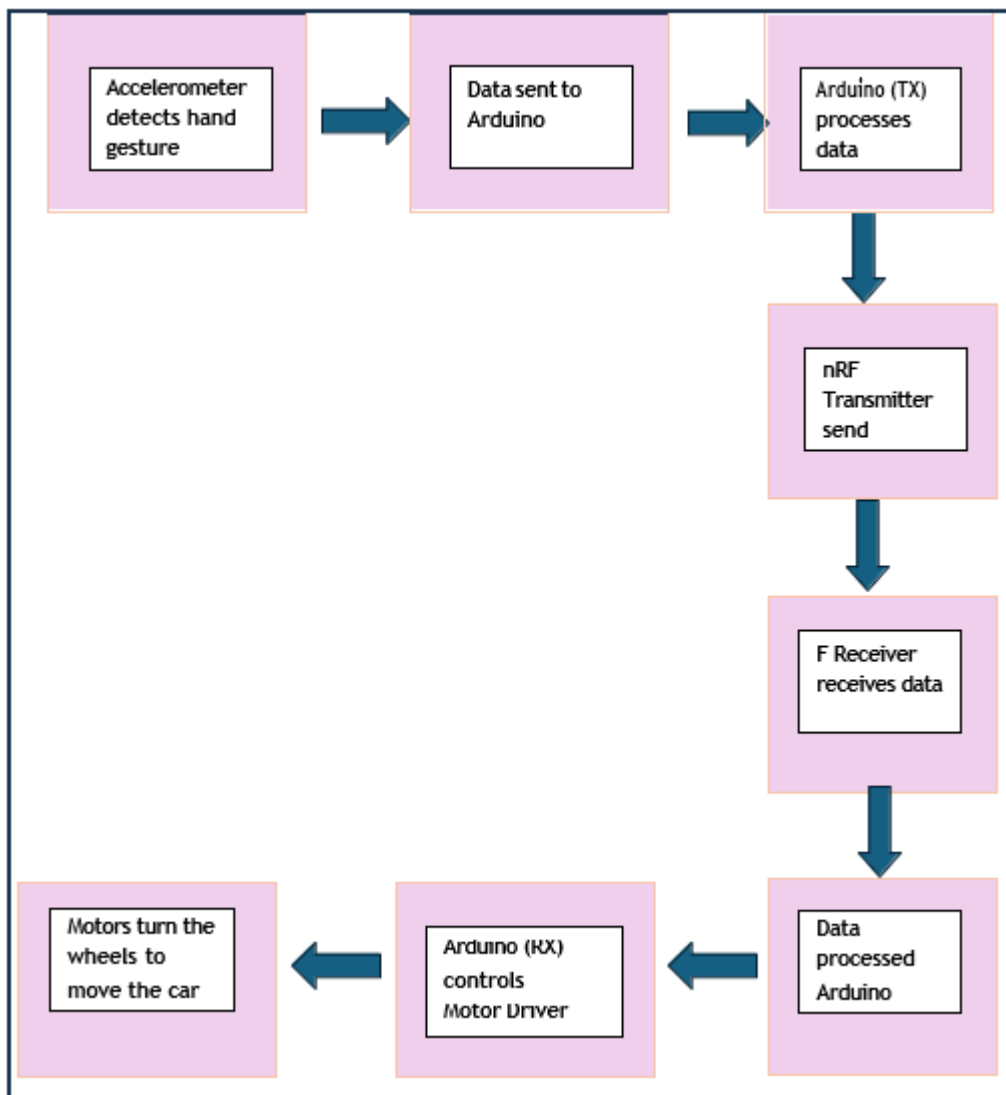 Accelerometer
detects hand
gesture
Data sent to
Arduino
Arduino (TX)
processes
data
nRF
Transmitter
send
F Receiver
receives data
Data
processed
Arduino
Arduino (RX)
controls
Motor Driver
Motors turn the
wheels to
move the car